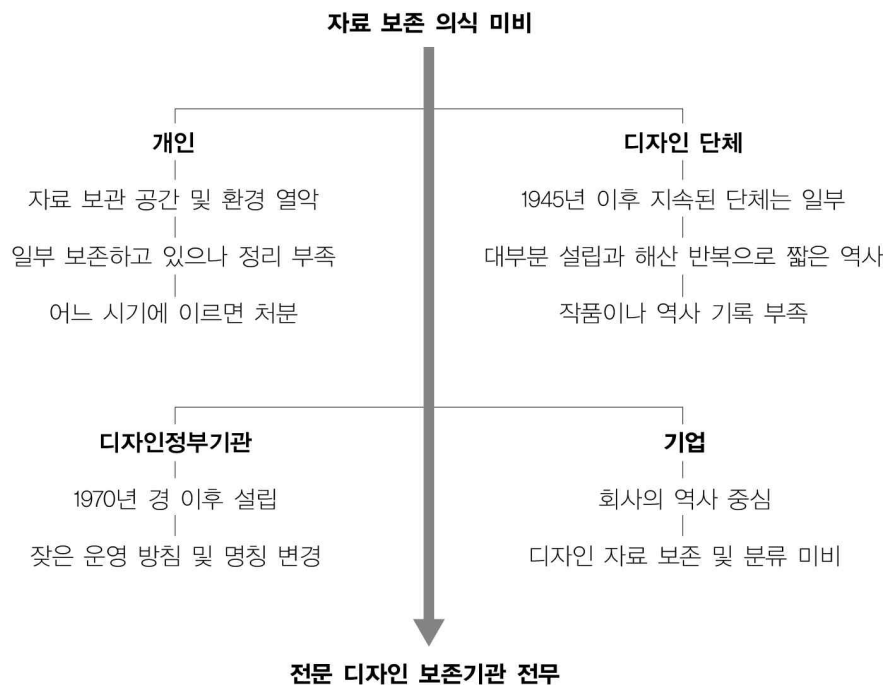 자료 보존 의식 미비
개인
자료 보관 공간 및 환경 열악
일부 보존하고 있으나 정리 부족
어느 시기에 이르면 처분
디자인 단체
1945년 이후 지속된 단체는 일부
대부분 설립과 해산 반복으로 짧은 역사
작품이나 역사 기록 부족
디자인정부기관
1970년 경 이후 설립
잦은 운영 방침 및 명칭 변경
기업
회사의 역사 중심
디자인 자료 보존 및 분류 미비
전문 디자인 보존기관 전무